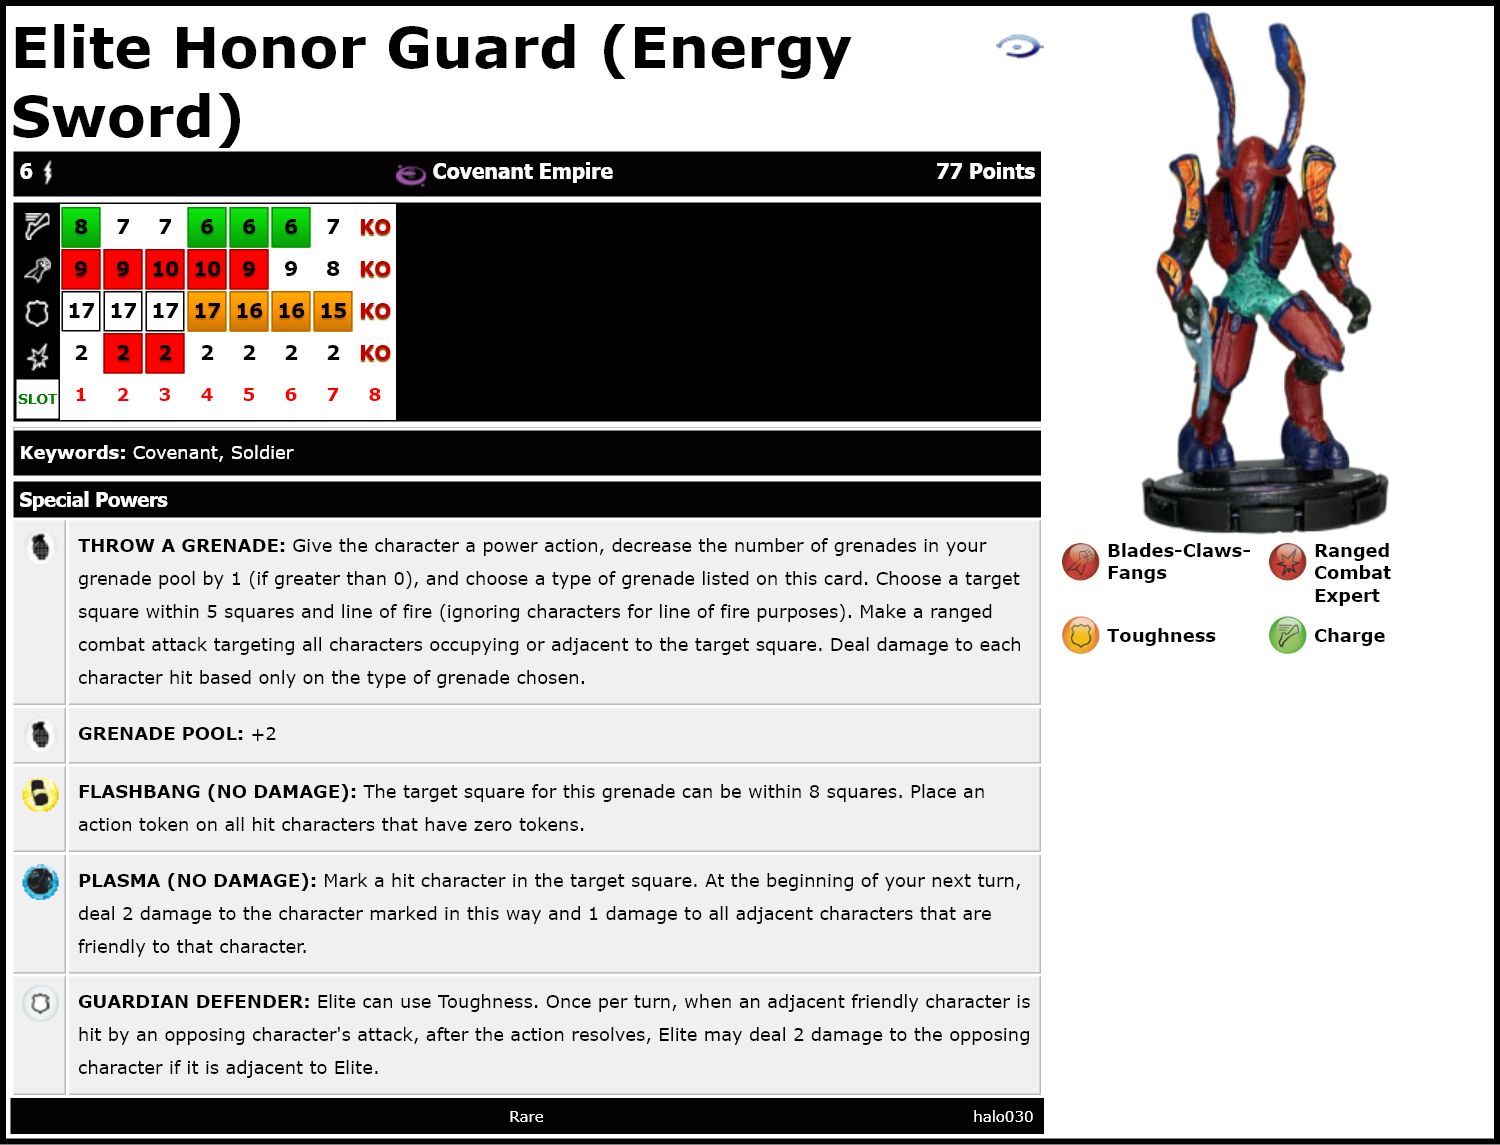 Elite Honor Guard (Energy
Sword)
6 Covenant Empire 77 Points
8 7 7 6 6 6 7 KO
9 9 10 10 9 9 8 KO
17 17 17 17 16 16 15 KO
2 2 2 2 2 2 2 KO
SLOT 1 2 3 4 5 6 7 8
Keywords: Covenant, Soldier
Special Powers
THROW A GRENADE: Give the character a power action, decrease the number of grenades in your
grenade pool by 1 (if greater than 0), and choose a type of grenade listed on this card. Choose a target
square within 5 squares and line of fire (ignoring characters for line of fire purposes). Make a ranged
combat attack targeting all characters occupying or adjacent to the target square. Deal damage to each
character hit based only on the type of grenade chosen.
GRENADE POOL: +2
FLASHBANG (NO DAMAGE): The target square for this grenade can be within 8 squares. Place an
action token on all hit characters that have zero tokens.
PLASMA (NO DAMAGE): Mark a hit character in the target square. At the beginning of your next turn,
deal 2 damage to the character marked in this way and 1 damage to all adjacent characters that are
friendly to that character.
GUARDIAN DEFENDER: Elite can use Toughness. Once per turn, when an adjacent friendly character is
hit by an opposing character's attack, after the action resolves, Elite may deal 2 damage to the opposing
character if it is adjacent to Elite.
Rare halo030
Blades-Claws-
Fangs
Ranged
Combat
Expert
Toughness
Charge